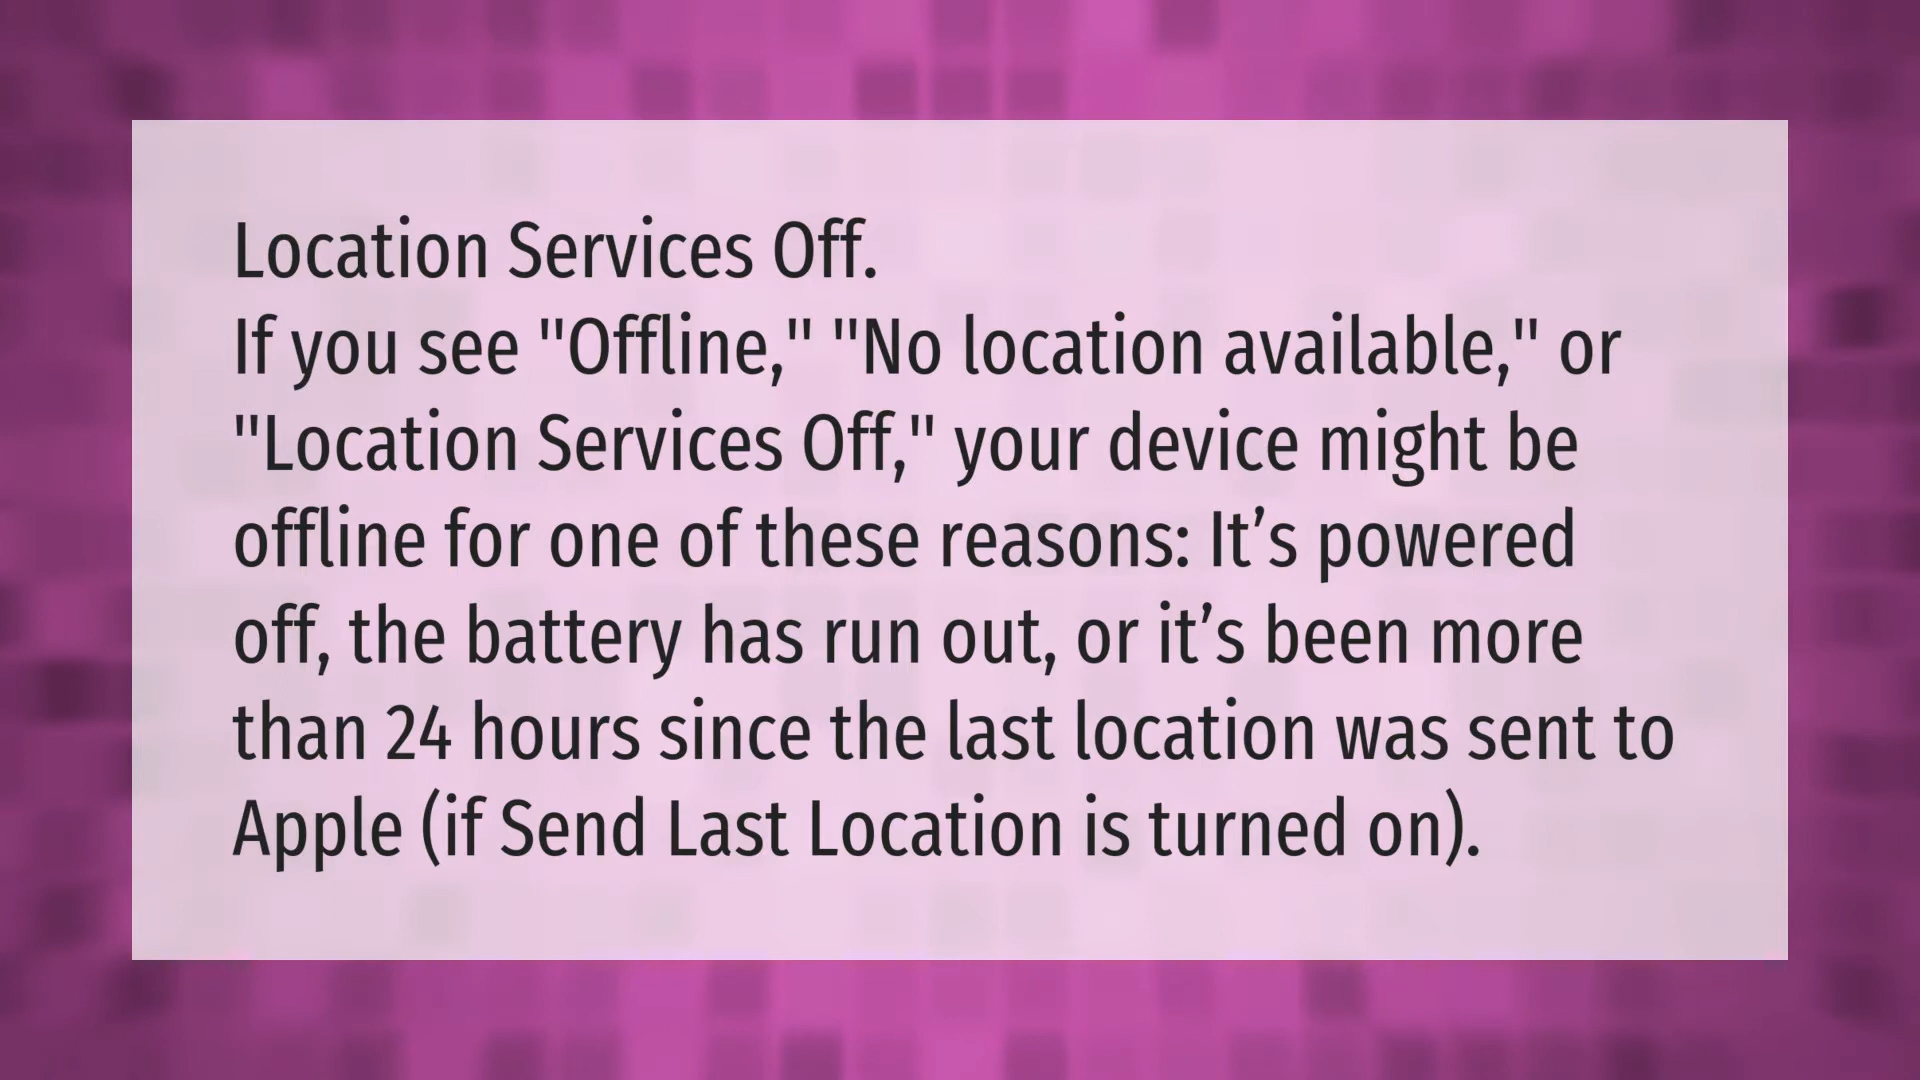 Location Services Off.
If you see "Offline," "No location available," or
"Location Services Off," your device might be
offline for one of these reasons: It’s powered
off, the battery has run out, or it’s been more
than 24 hours since the last location was sent to
Apple (if Send Last Location is turned on).